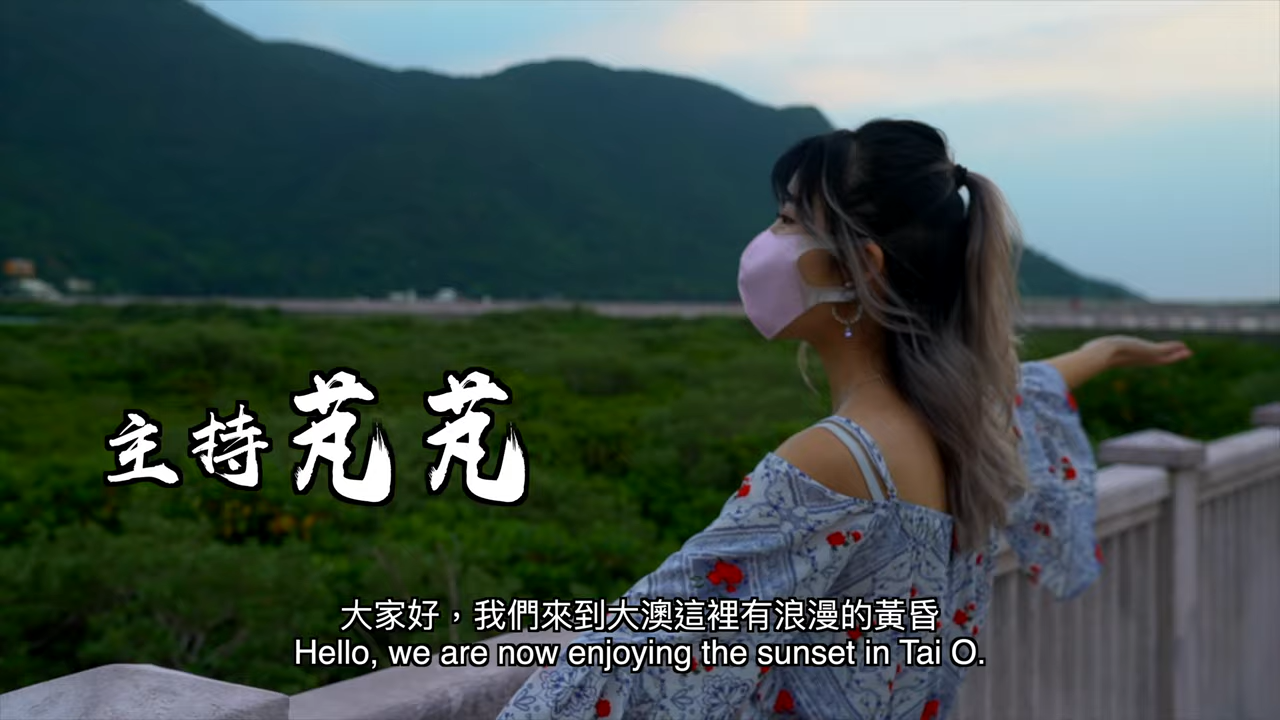 主持芃芃
大家好，我們來到大澳這裡有浪漫的黃昏
Hello, we are now enjoying the sunset in Tai O.